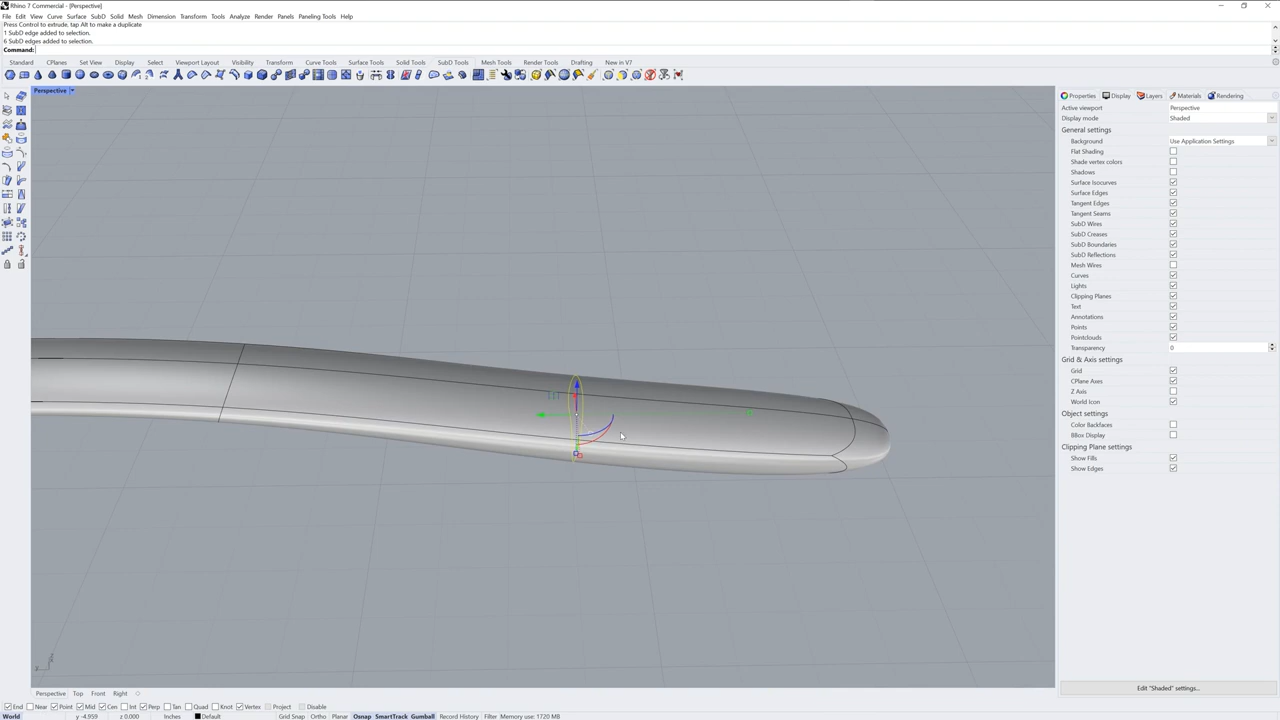 Rhino 7 Commercial - [Perspective]
File Edit View Curve Surface SubD Solid Mesh Dimension Transform Tools Analyze Render Panels Paneling Tools Help
Press Control to extrude, tap Alt to make a duplicate
1 SubD edge added to selection.
6 SubD edges added to selection.
Command:
Standard CPlanes Set View Display Select Viewport Layout Visibility Transform Curve Tools Surface Tools Solid Tools SubD Tools Mesh Tools Render Tools Drafting New in V7
Perspective
Properties Display Layers Materials Rendering
Active viewport Perspective
Display mode Shaded
General settings
Background Use Application Settings
Flat Shading
Shade vertex colors
Shadows
Surface Isocurves
Surface Edges
Tangent Edges
Tangent Seams
SubD Wires
SubD Creases
SubD Boundaries
SubD Reflections
Mesh Wires
Curves
Lights
Clipping Planes
Text
Annotations
Points
Pointclouds
Transparency 0
Grid & Axis settings
Grid
CPlane Axes
Z Axis
World Icon
Object settings
Color Backfaces
BBox Display
Clipping Plane settings
Show Fills
Show Edges
Edit "Shaded" settings...
Perspective Top Front Right
End Near Point Mid Cen Int Perp Tan Quad Knot Vertex Project Disable
World y -4.959 z 0.000 Inches Default Grid Snap Ortho Planar Osnap SmartTrack Gumball Record History Filter Memory use: 1720 MB